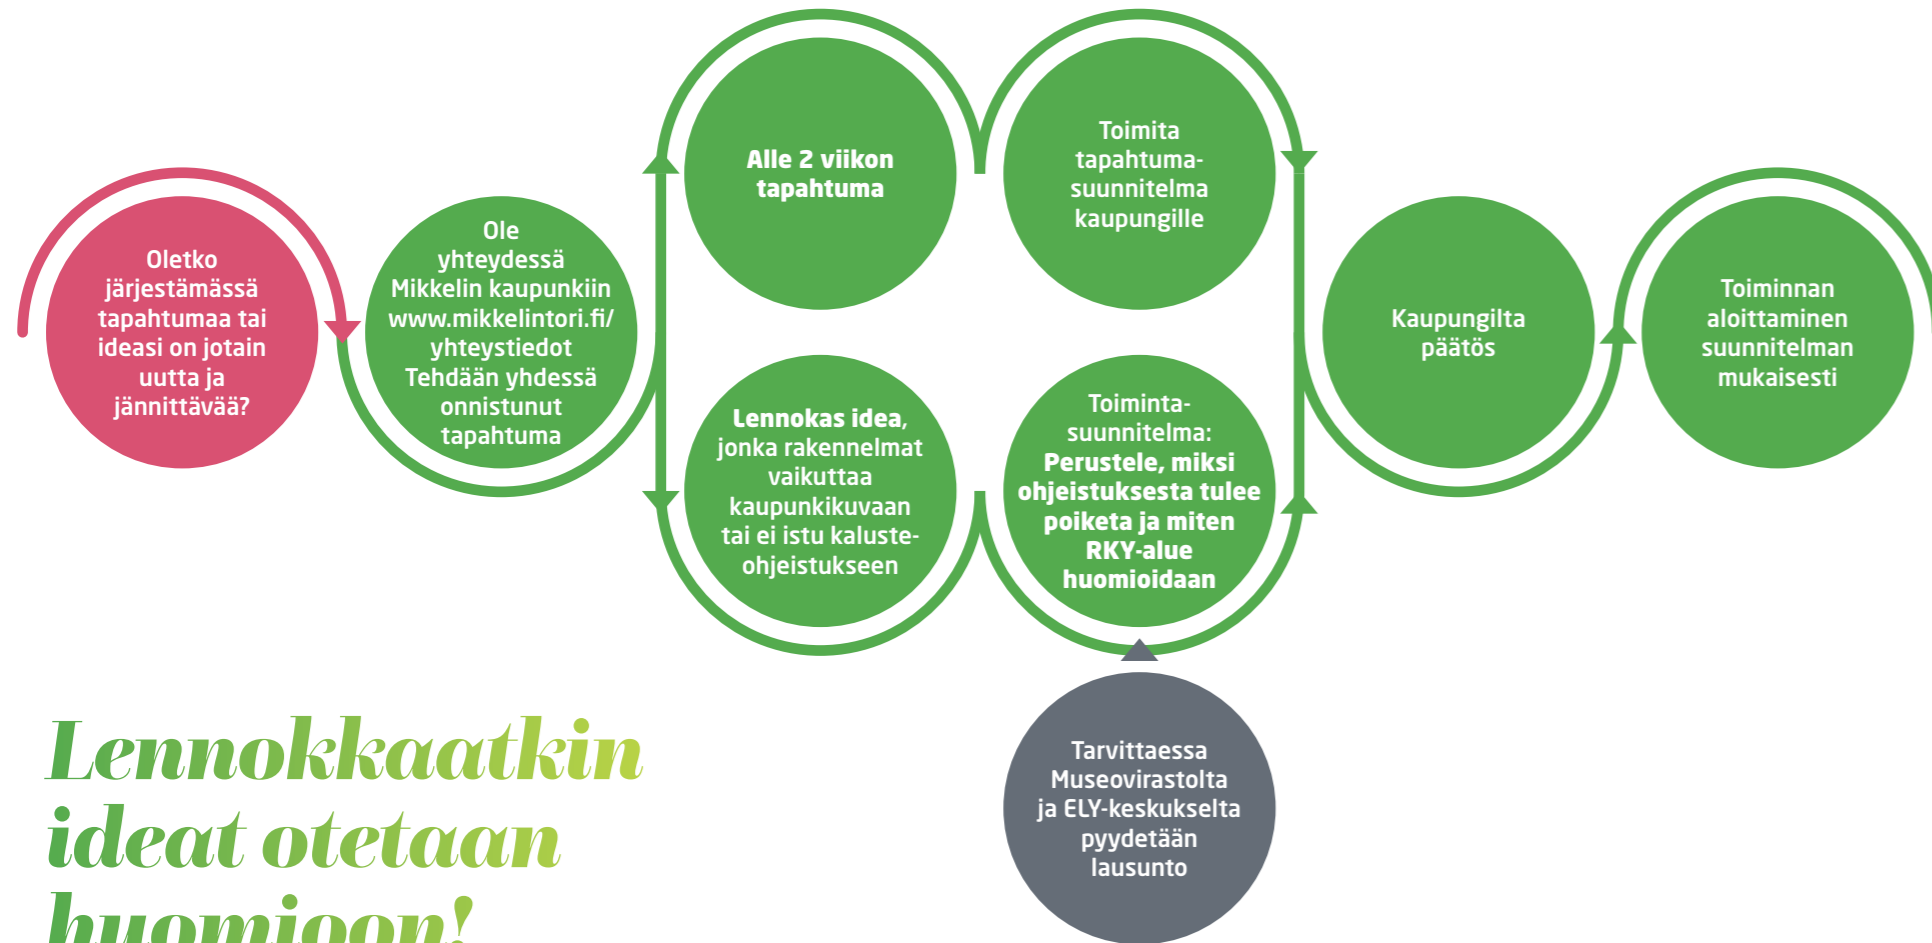 Oletko
järjestämässä
tapahtumaa tai
ideasi on jotain
uutta ja
jännittävää?
Ole
yhteydessä
Mikkelin kaupunkiin
www.mikkelintori.fi/
yhteystiedot
Tehdään yhdessä
onnistunut
tapahtuma
Alle 2 viikon
tapahtuma
Toimita
tapahtuma-
suunnitelma
kaupungille
Lennokas idea,
jonka rakennelmat
vaikuttaa
kaupunkikuvaan
tai ei istu kaluste-
ohjeistukseen
Toiminta-
suunnitelma:
Perustele, miksi
ohjeistuksesta tulee
poiketa ja miten
RKY-alue
huomioidaan
Tarvittaessa
Museovirastolta
ja ELY-keskukselta
pyydetään
lausunto
Kaupungilta
päätös
Toiminnan
aloittaminen
suunnitelman
mukaisesti
Lennokkaatkin
ideat otetaan
huomioon!